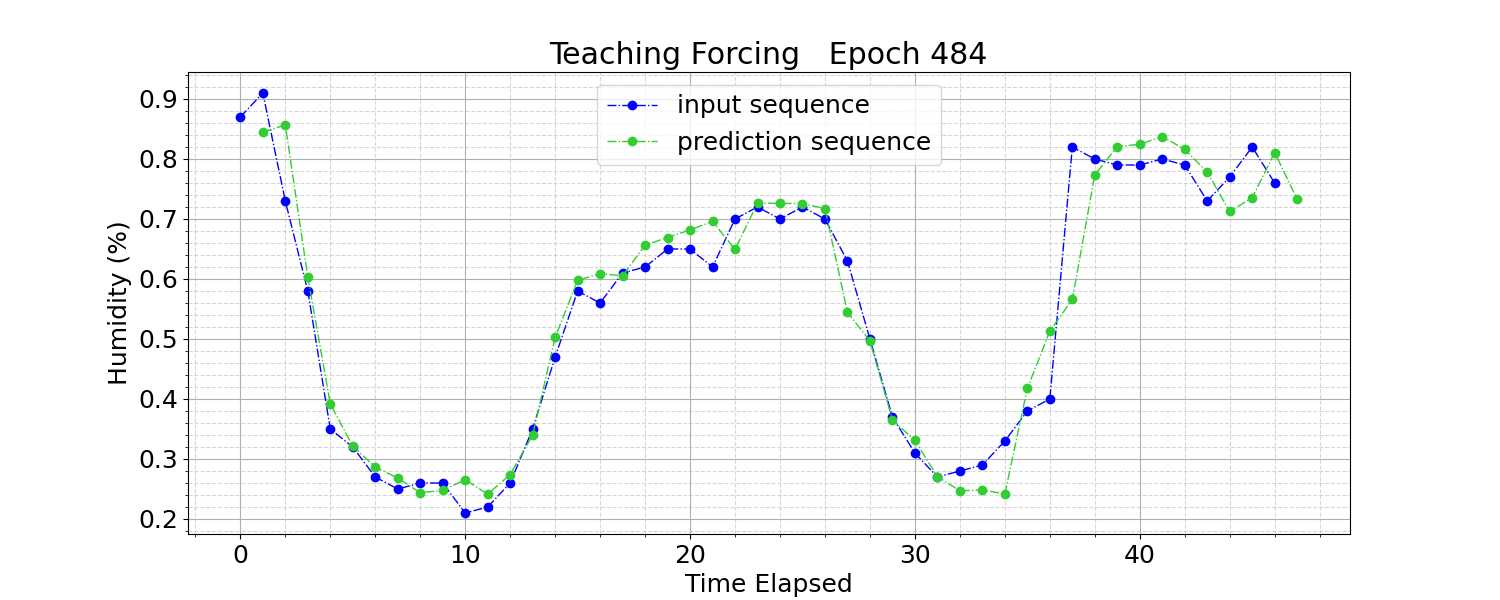 Teaching Forcing   Epoch 484
input sequence
prediction sequence
Humidity (%)
0.9
0.8
0.7
0.6
0.5
0.4
0.3
0.2
0 10 20 30 40
Time Elapsed